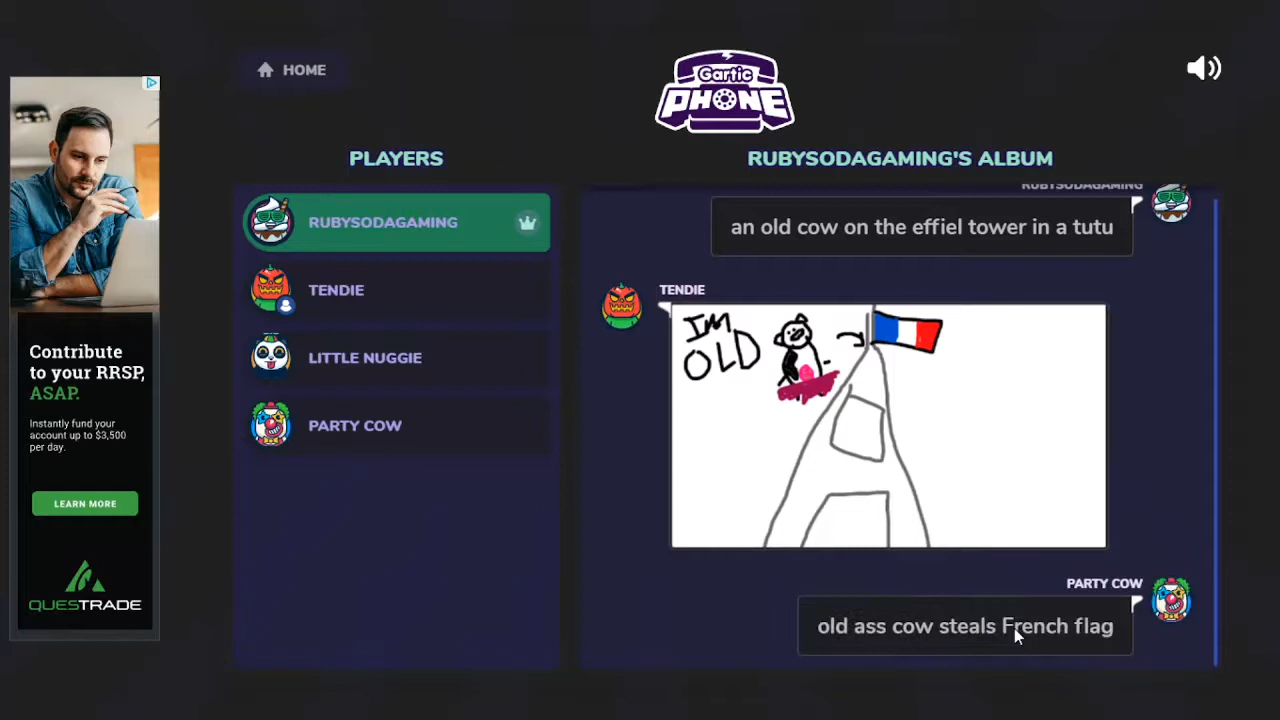 HOME
Gartic
PHONE
PLAYERS
RUBYSODAGAMING'S ALBUM
RUBYSODAGAMING
TENDIE
LITTLE NUGGIE
PARTY COW
RUBYSODAGAMING
an old cow on the effiel tower in a tutu
TENDIE
IM
OLD
PARTY COW
old ass cow steals French flag
Contribute
to your RRSP,
ASAP.
Instantly fund your
account up to $3,500
per day.
LEARN MORE
QUESTRADE